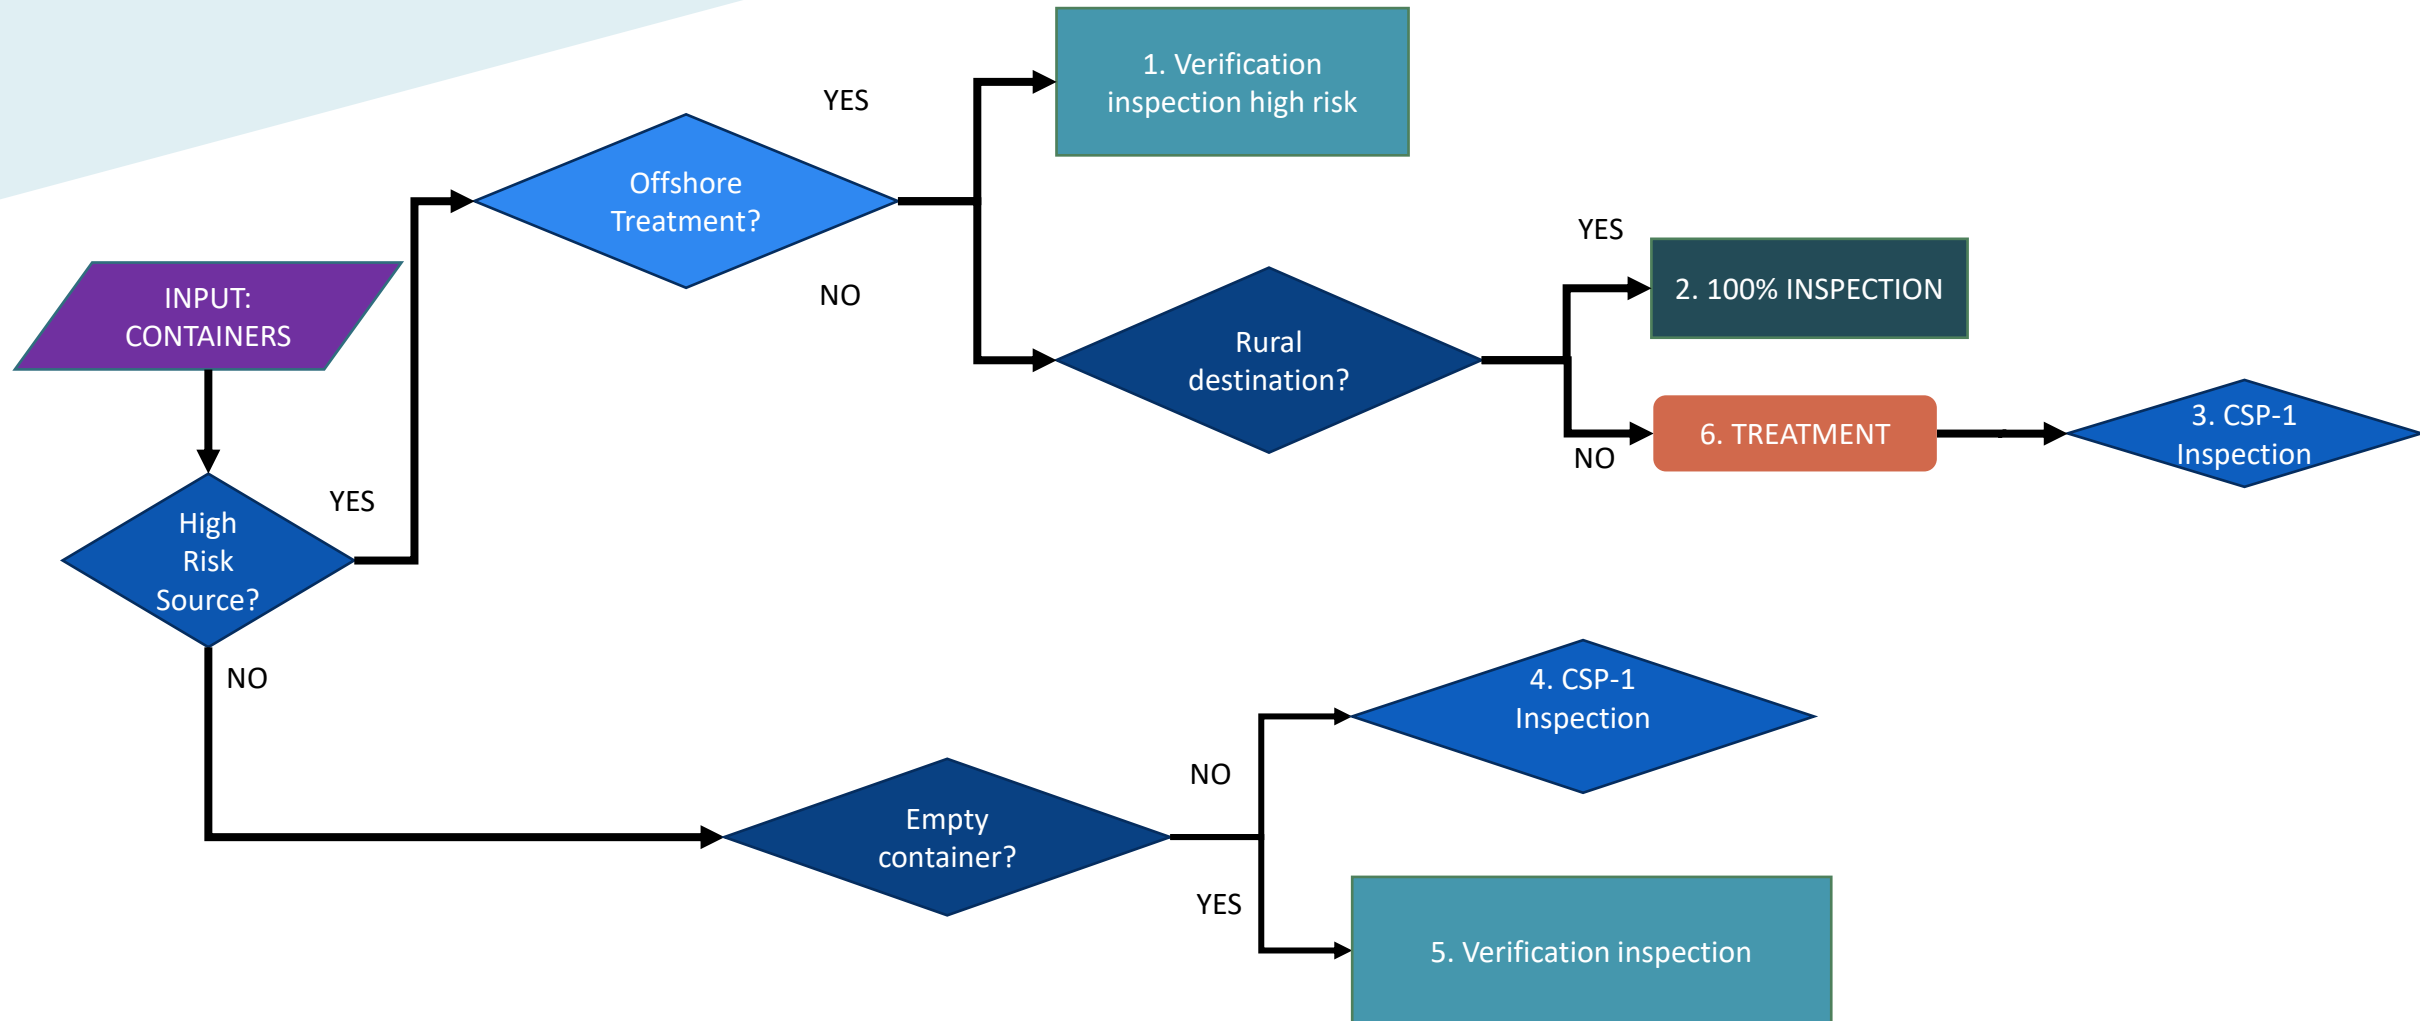 1. Verification
inspection high risk
YES
Offshore
Treatment?
NO
YES
2. 100% INSPECTION
INPUT:
CONTAINERS
Rural
destination?
6. TREATMENT
NO
3. CSP-1
Inspection
High
Risk
Source?
YES
NO
4. CSP-1
Inspection
NO
Empty
container?
YES
5. Verification inspection